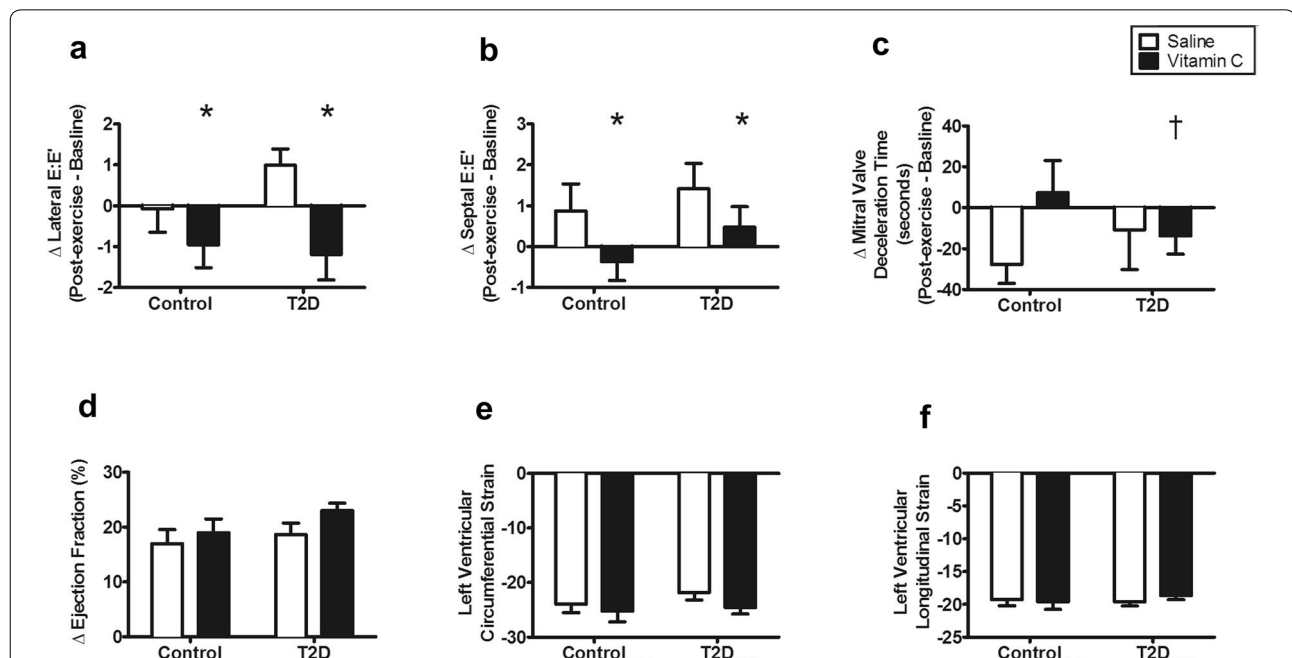 a
b
c
Saline
Vitamin C
*
*
*
*
†
Δ Lateral E:E'
(Post-exercise - Basline)
2
1
0
-1
-2
Control
T2D
Δ Septal E:E'
(Post-exercise - Basline)
3
2
1
0
-1
Control
T2D
Δ Mitral Valve
Deceleration Time
(seconds)
(Post-exercise - Basline)
40
20
0
-20
-40
Control
T2D
d
e
f
Δ Ejection Fraction (%)
30
20
10
0
Control
T2D
Left Ventricular
Circumferential Strain
0
-10
-20
-30
Control
T2D
Left Ventricular
Longitudinal Strain
0
-5
-10
-15
-20
-25
Control
T2D